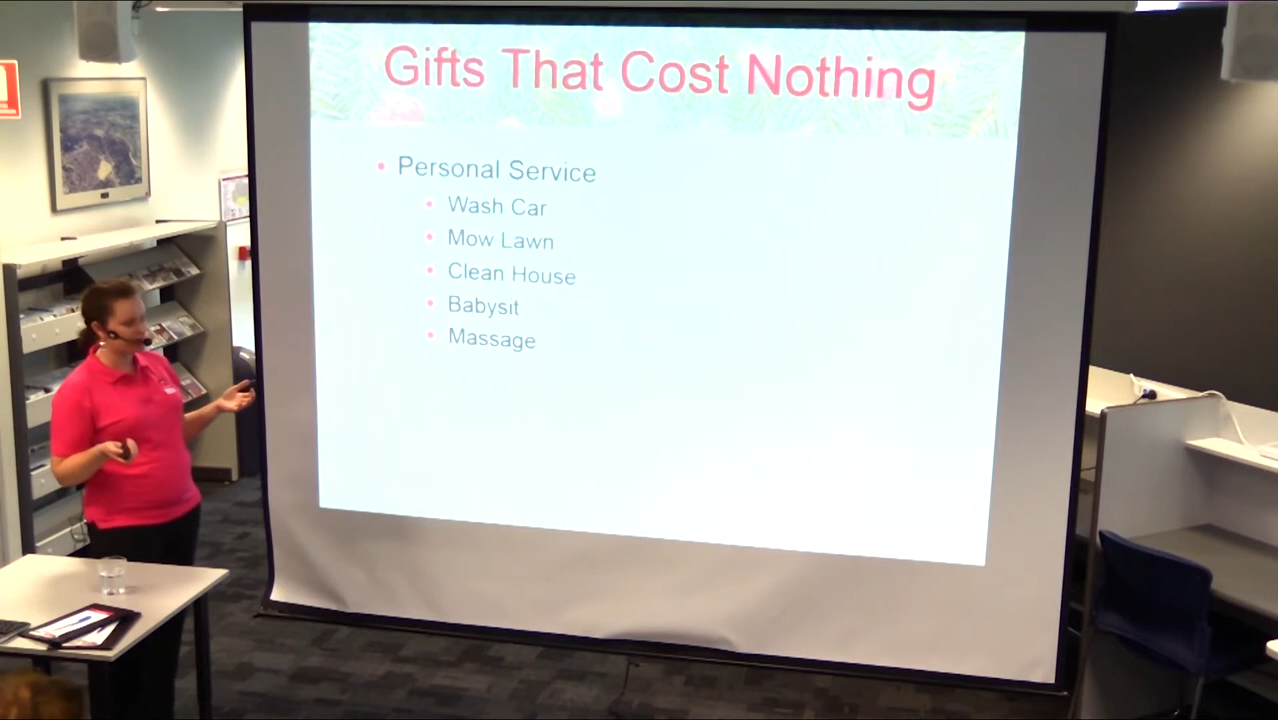 Gifts That Cost Nothing
Personal Service
Wash Car
Mow Lawn
Clean House
Babysit
Massage